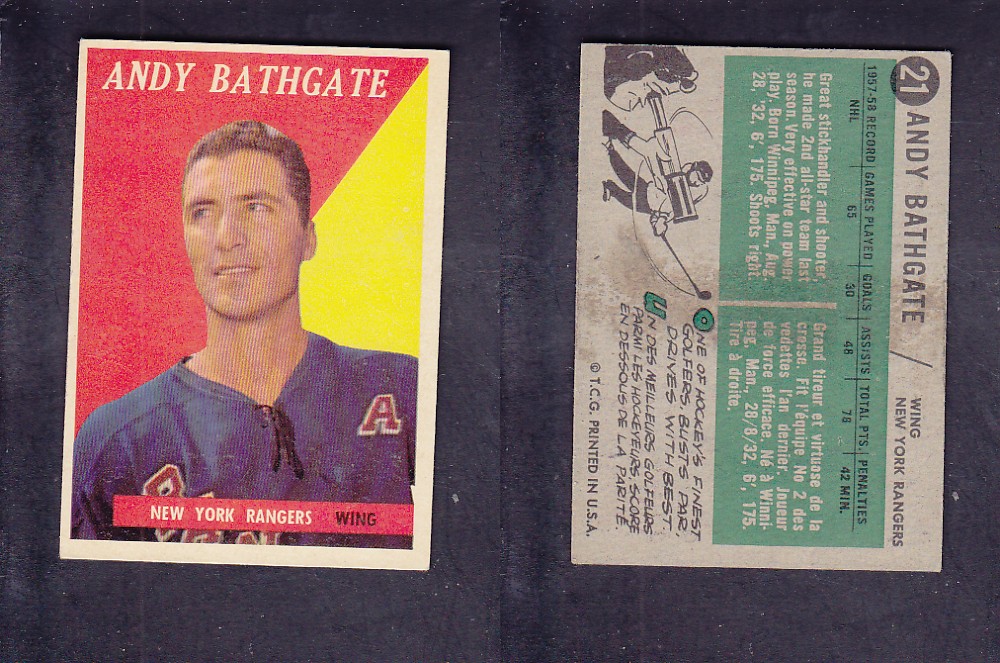 ANDY BATHGATE
A
NEW YORK RANGERS WING
21 ANDY BATHGATE / WING
NEW YORK RANGERS
1957-58 RECORD GAMES PLAYED GOALS ASSISTS TOTAL PTS. PENALTIES
NHL 65 30 48 78 42 MIN.
Great stickhandler and shooter,
he made 2nd all-star team last
season. Very effective on power
play. Born Winnipeg, Man., Aug.
28, '32, 6', 175. Shoots right.
Grand tireur et virtuose de la
crosse. Fit l'équipe No 2 des
vedettes l'an dernier. Joueur
de force efficace. Né à Winni-
peg, Man., 28/8/32, 6', 175.
Tire à droite.
ONE OF HOCKEY'S FINEST
GOLFERS, BUSTS PAR,
DRIVES WITH BEST.
UN DES MEILLEURS GOLFEURS
PARMI LES HOCKEYEURS, SCORE
EN DESSOUS DE LA PARITÉ.
© T.C.G. PRINTED IN U.S.A.